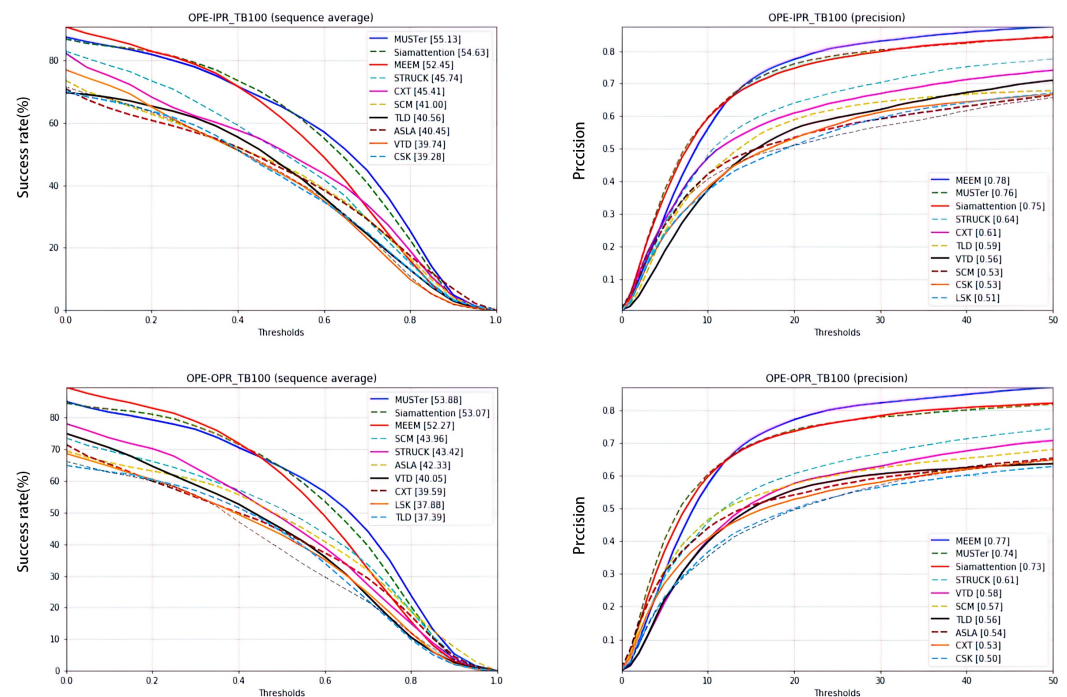 OPE-IPR_TB100 (sequence average)
Success rate(%)
80
60
40
20
0
0.0 0.2 0.4 0.6 0.8 1.0
Thresholds
MUSTer [55.13]
Siamattention [54.63]
MEEM [52.45]
STRUCK [45.74]
CXT [45.41]
SCM [41.00]
TLD [40.56]
ASLA [40.45]
VTD [39.74]
CSK [39.28]
OPE-IPR_TB100 (precision)
Prccision
0.8
0.7
0.6
0.5
0.4
0.3
0.2
0.1
0 10 20 30 40 50
Thresholds
MEEM [0.78]
MUSTer [0.76]
Siamattention [0.75]
STRUCK [0.64]
CXT [0.61]
TLD [0.59]
VTD [0.56]
SCM [0.53]
CSK [0.53]
LSK [0.51]
OPE-OPR_TB100 (sequence average)
Success rate(%)
80
70
60
50
40
30
20
10
0
0.0 0.2 0.4 0.6 0.8 1.0
Thresholds
MUSTer [53.88]
Siamattention [53.07]
MEEM [52.27]
SCM [43.96]
STRUCK [43.42]
ASLA [42.33]
VTD [40.05]
CXT [39.59]
LSK [37.88]
TLD [37.39]
OPE-OPR_TB100 (precision)
Prccision
0.8
0.7
0.6
0.5
0.4
0.3
0.2
0.1
0 10 20 30 40 50
Thresholds
MEEM [0.77]
MUSTer [0.74]
Siamattention [0.73]
STRUCK [0.61]
VTD [0.58]
SCM [0.57]
TLD [0.56]
ASLA [0.54]
CXT [0.53]
CSK [0.50]